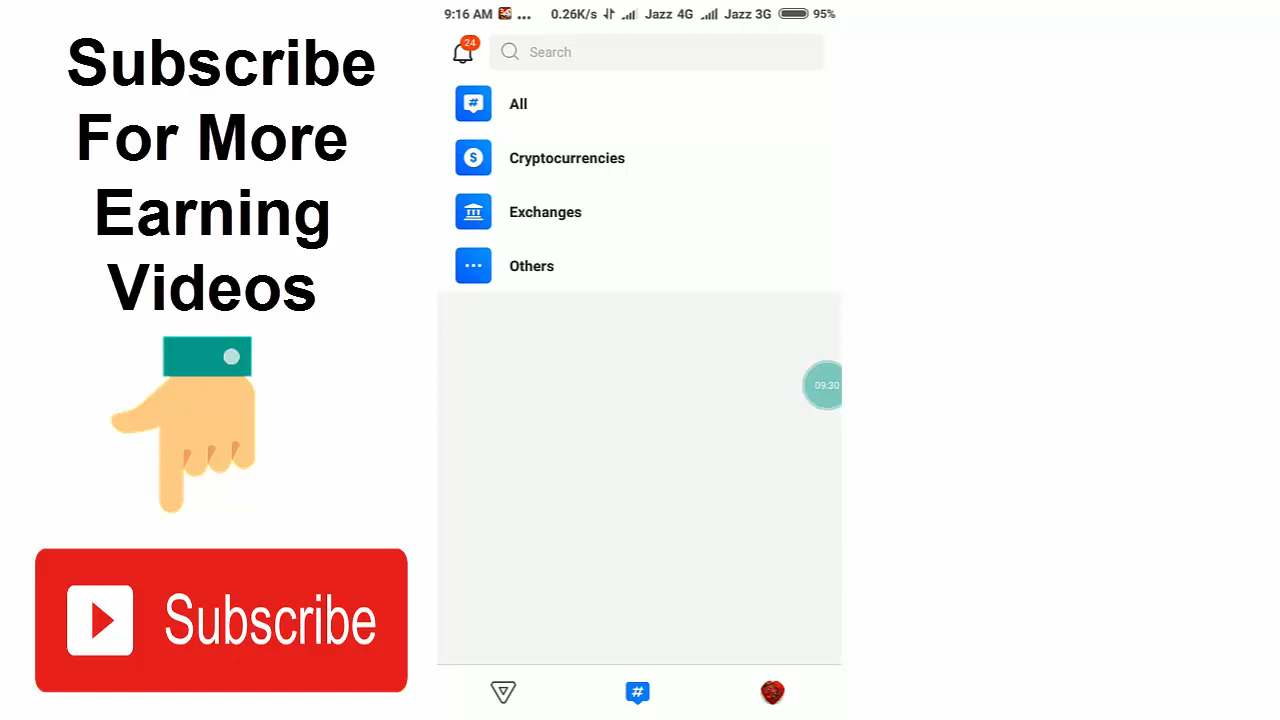 Subscribe
For More
Earning
Videos
Subscribe
9:16 AM ... 0.26K/s Jazz 4G Jazz 3G 95%
24
Search
All
Cryptocurrencies
Exchanges
Others
09:30